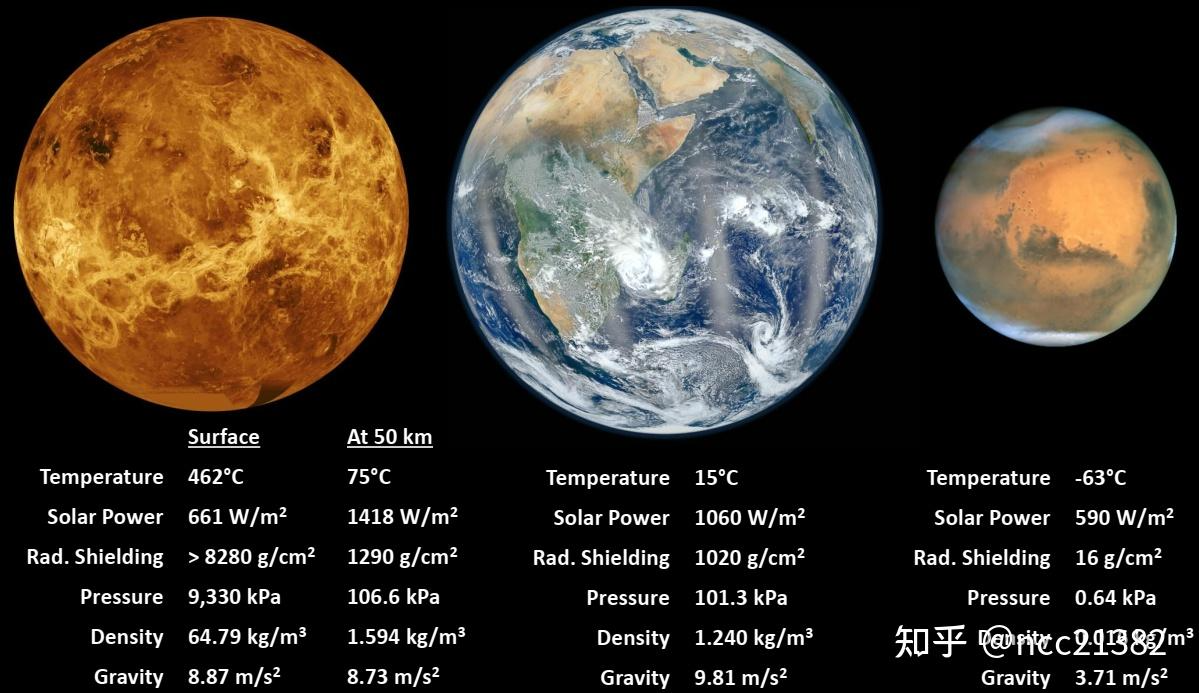 Surface At 50 km
Temperature 462°C 75°C
Solar Power 661 W/m² 1418 W/m²
Rad. Shielding > 8280 g/cm² 1290 g/cm²
Pressure 9,330 kPa 106.6 kPa
Density 64.79 kg/m³ 1.594 kg/m³
Gravity 8.87 m/s² 8.73 m/s²
Temperature 15°C
Solar Power 1060 W/m²
Rad. Shielding 1020 g/cm²
Pressure 101.3 kPa
Density 1.240 kg/m³
Gravity 9.81 m/s²
Temperature -63°C
Solar Power 590 W/m²
Rad. Shielding 16 g/cm²
Pressure 0.64 kPa
Density kg/m³
Gravity 3.71 m/s²
知乎 @ncc21382